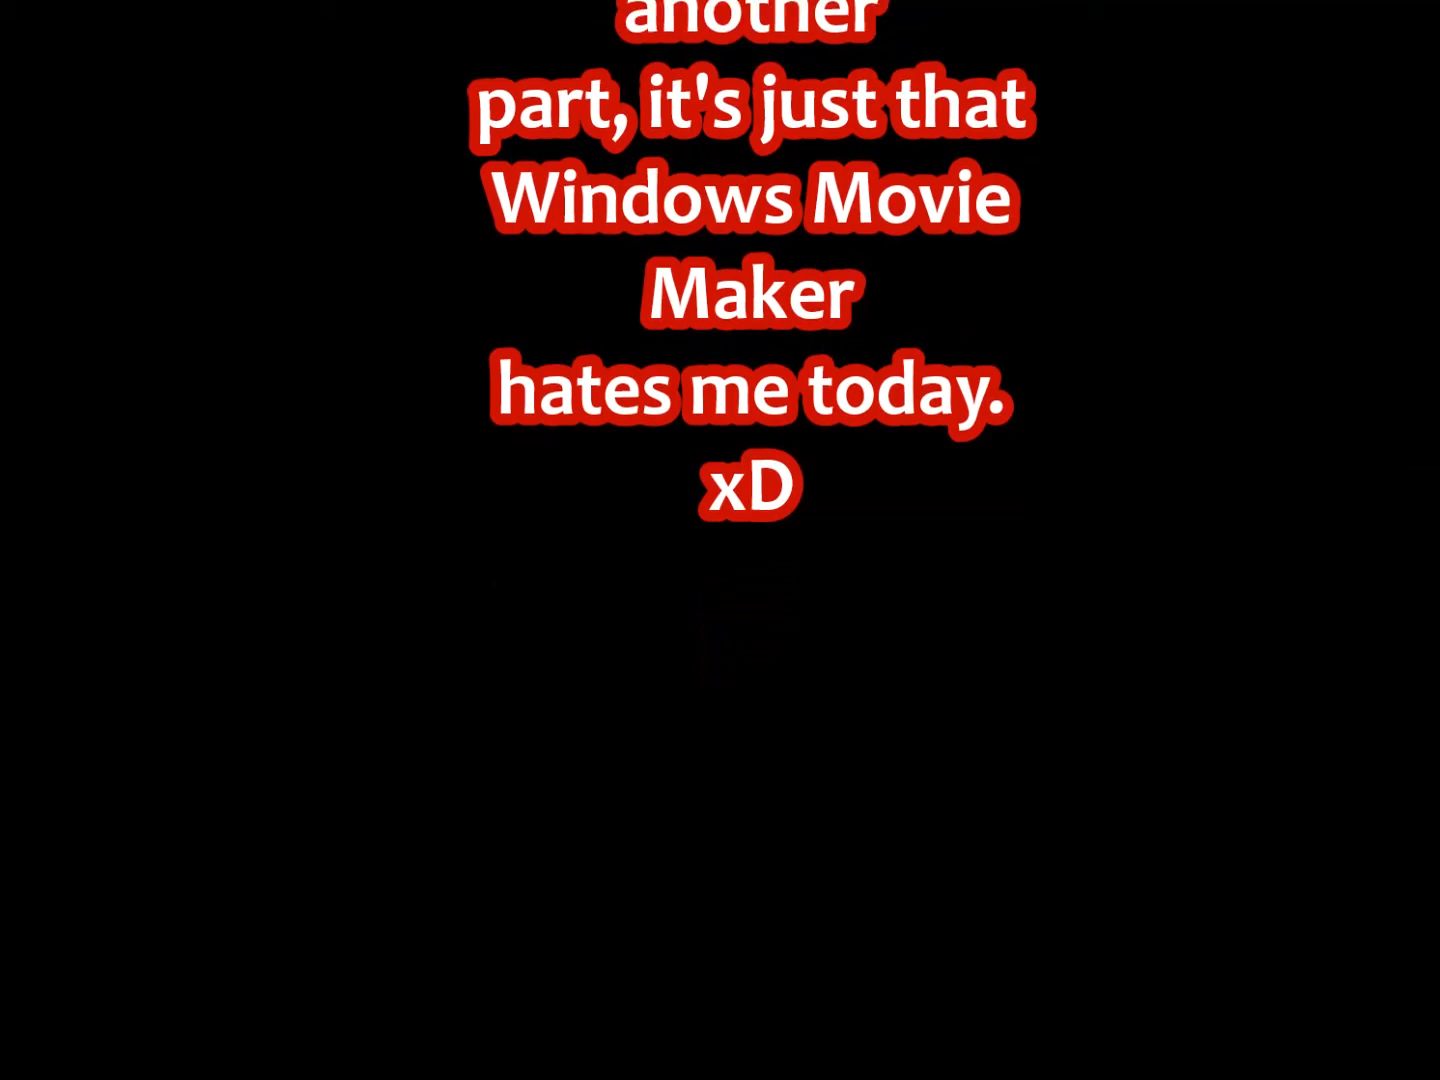 another
part, it's just that
Windows Movie
Maker
hates me today.
xD